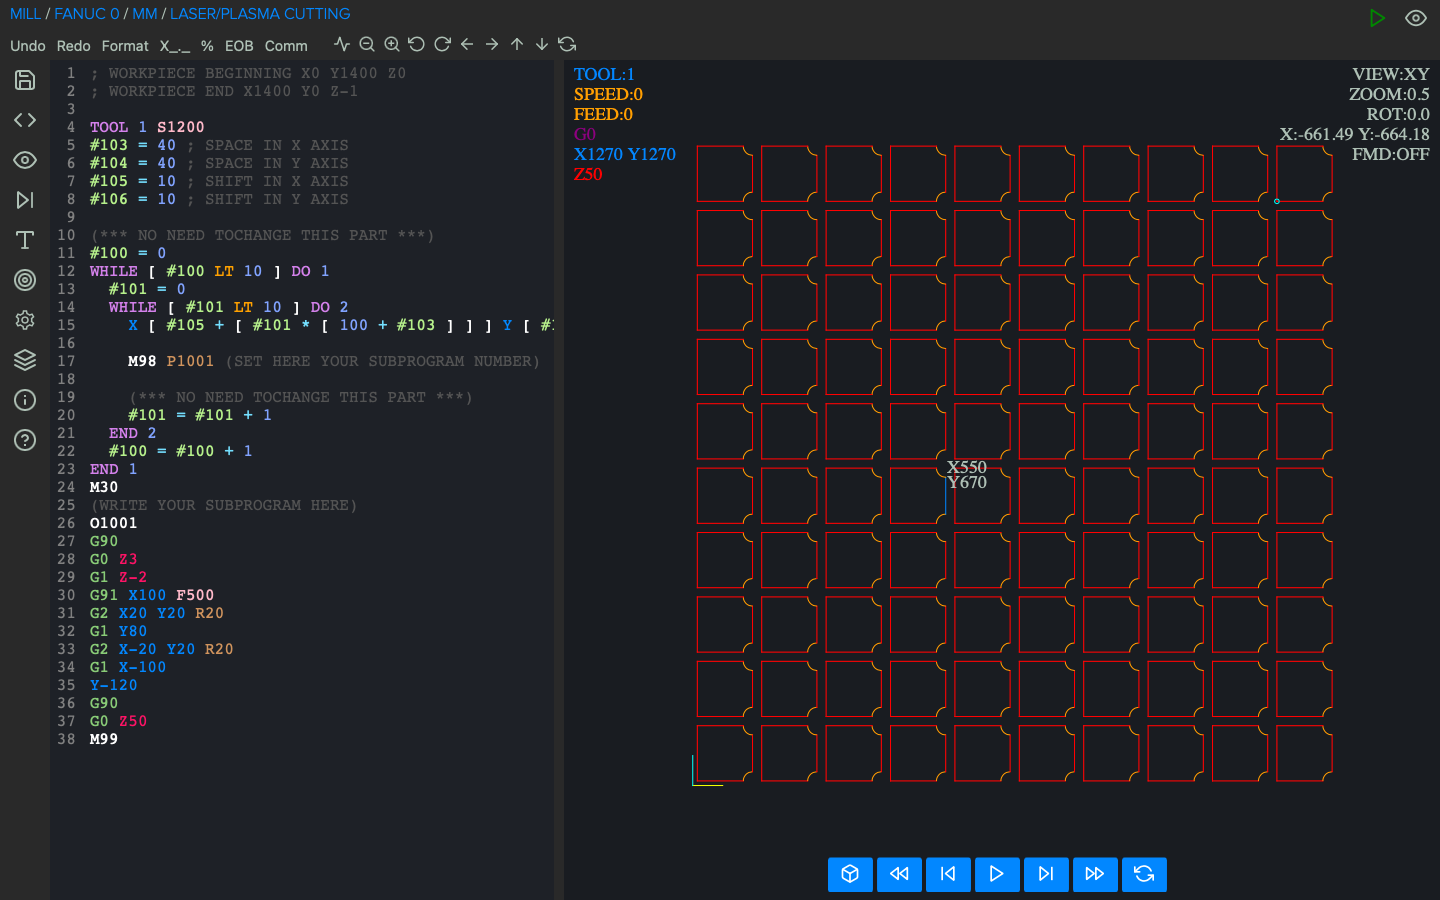 MILL / FANUC 0 / MM / LASER/PLASMA CUTTING
Undo Redo Format X_._ % EOB Comm
1 ; WORKPIECE BEGINNING X0 Y1400 Z0
2 ; WORKPIECE END X1400 Y0 Z-1
3
4 TOOL 1 S1200
5 #103 = 40 ; SPACE IN X AXIS
6 #104 = 40 ; SPACE IN Y AXIS
7 #105 = 10 ; SHIFT IN X AXIS
8 #106 = 10 ; SHIFT IN Y AXIS
9
10 (*** NO NEED TOCHANGE THIS PART ***)
11 #100 = 0
12 WHILE [ #100 LT 10 ] DO 1
13 #101 = 0
14 WHILE [ #101 LT 10 ] DO 2
15 X [ #105 + [ #101 * [ 100 + #103 ] ] ] Y [ #
16
17 M98 P1001 (SET HERE YOUR SUBPROGRAM NUMBER)
18
19 (*** NO NEED TOCHANGE THIS PART ***)
20 #101 = #101 + 1
21 END 2
22 #100 = #100 + 1
23 END 1
24 M30
25 (WRITE YOUR SUBPROGRAM HERE)
26 O1001
27 G90
28 G0 Z3
29 G1 Z-2
30 G91 X100 F500
31 G2 X20 Y20 R20
32 G1 Y80
33 G2 X-20 Y20 R20
34 G1 X-100
35 Y-120
36 G90
37 G0 Z50
38 M99
TOOL:1
SPEED:0
FEED:0
G0
X1270 Y1270
Z50
VIEW:XY
ZOOM:0.5
ROT:0.0
X:-661.49 Y:-664.18
FMD:OFF
X550
Y670